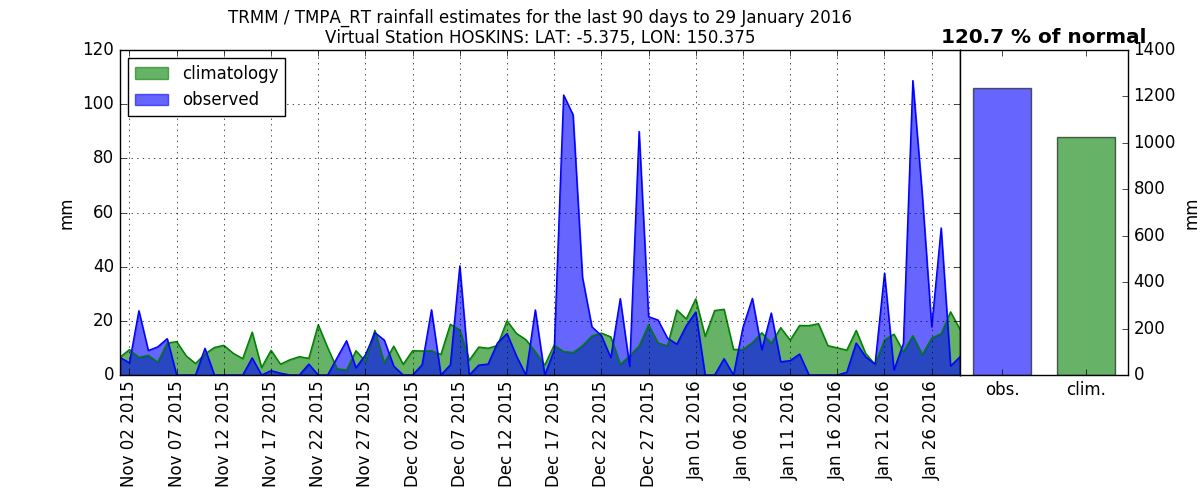 TRMM / TMPA_RT rainfall estimates for the last 90 days to 29 January 2016
Virtual Station HOSKINS: LAT: -5.375, LON: 150.375
120.7 % of normal
climatology
observed
mm
120
100
80
60
40
20
0
1400
1200
1000
800
600
400
200
0
mm
Nov 02 2015
Nov 07 2015
Nov 12 2015
Nov 17 2015
Nov 22 2015
Nov 27 2015
Dec 02 2015
Dec 07 2015
Dec 12 2015
Dec 17 2015
Dec 22 2015
Dec 27 2015
Jan 01 2016
Jan 06 2016
Jan 11 2016
Jan 16 2016
Jan 21 2016
Jan 26 2016
obs.
clim.